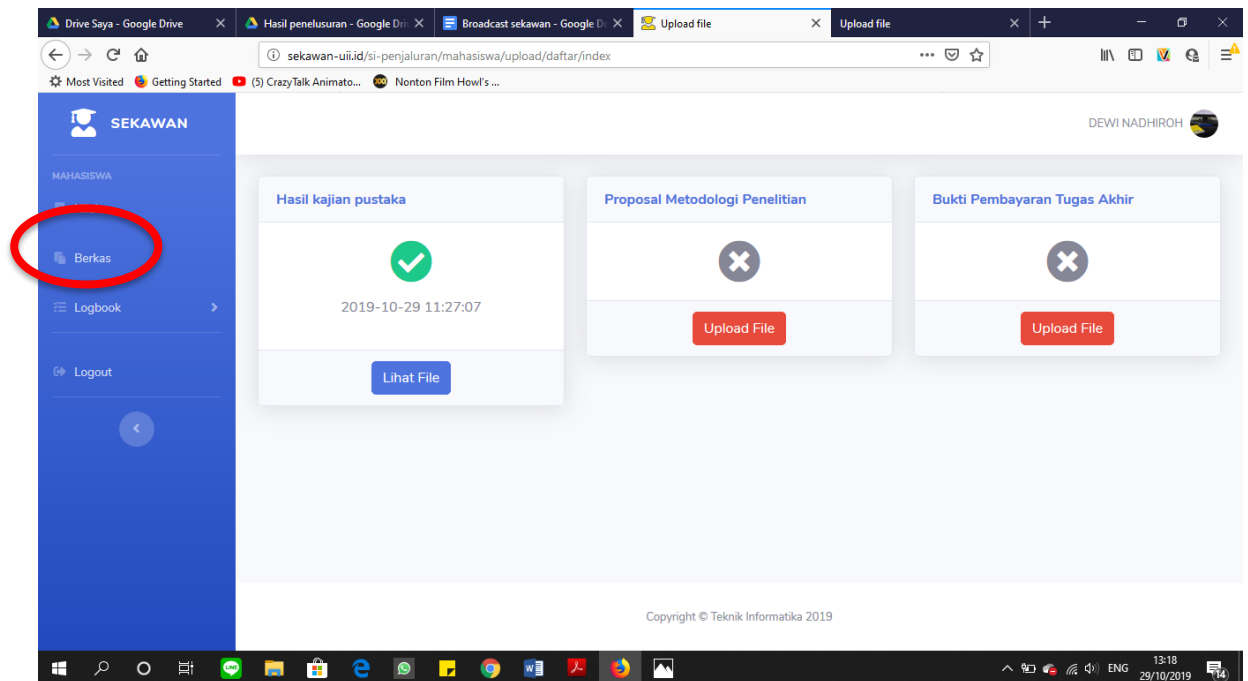 Drive Saya - Google Drive
Hasil penelusuran - Google Driv
Broadcast sekawan - Google Do
Upload file
Upload file
sekawan-uii.id/si-penjaluran/mahasiswa/upload/daftar/index
Most Visited
Getting Started
(5) CrazyTalk Animato...
Nonton Film Howl's ...
SEKAWAN
DEWI NADHIROH
MAHASISWA
Berkas
Logbook
Logout
Hasil kajian pustaka
2019-10-29 11:27:07
Lihat File
Proposal Metodologi Penelitian
Upload File
Bukti Pembayaran Tugas Akhir
Upload File
Copyright © Teknik Informatika 2019
ENG
13:18
29/10/2019
14